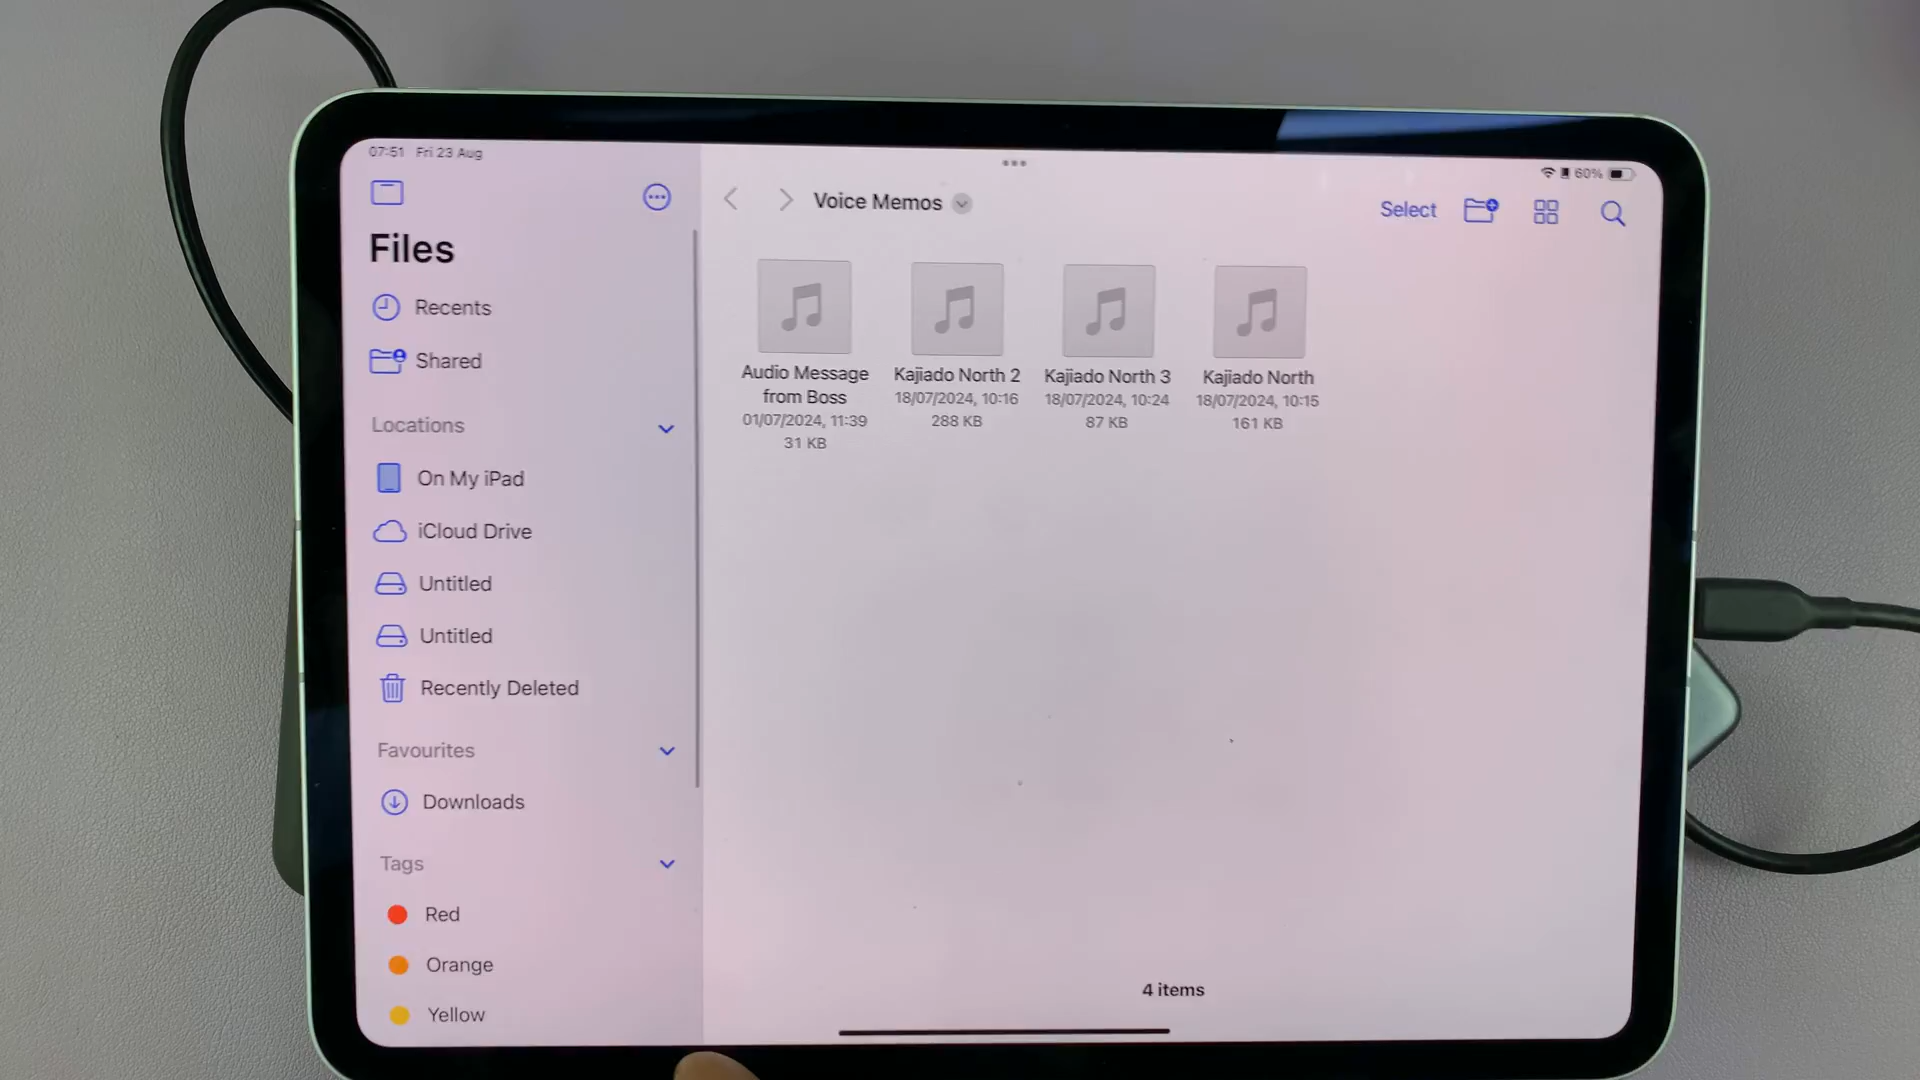 07:51 Fri 23 Aug
60%
Files
Recents
Shared
Locations
On My iPad
iCloud Drive
Untitled
Untitled
Recently Deleted
Favourites
Downloads
Tags
Red
Orange
Yellow
Voice Memos
Select
Audio Message
from Boss
01/07/2024, 11:39
31 KB
Kajiado North 2
18/07/2024, 10:16
288 KB
Kajiado North 3
18/07/2024, 10:24
87 KB
Kajiado North
18/07/2024, 10:15
161 KB
4 items